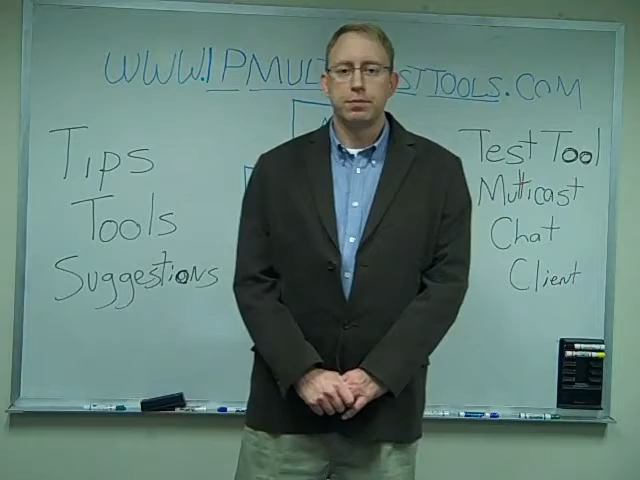 WWW.IPMUL STTOOLS.COM
Tips
Tools
Suggestions
Test Tool
Multicast
Chat
Client